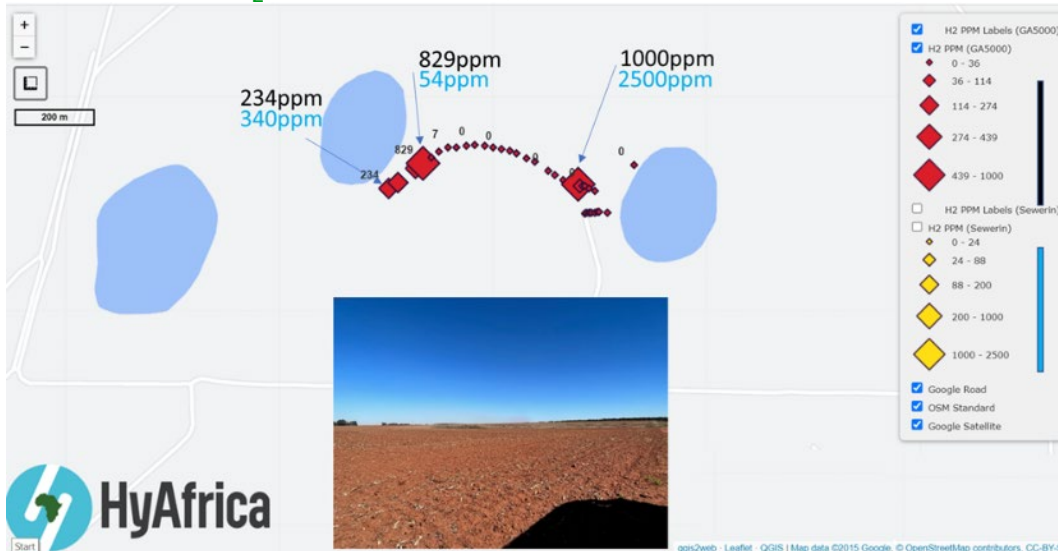 +
−
200 m
829ppm
54ppm
1000ppm
2500ppm
234ppm
340ppm
829
7
0
0
0
0
0
234
H2 PPM Labels (GA5000)
H2 PPM (GA5000)
0 - 36
36 - 114
114 - 274
274 - 439
439 - 1000
H2 PPM Labels (Sewerin)
H2 PPM (Sewerin)
0 - 24
24 - 88
88 - 200
200 - 1000
1000 - 2500
Google Road
OSM Standard
Google Satellite
HyAfrica
Start
qgis2web · Leaflet · QGIS | Map data ©2015 Google, © OpenStreetMap contributors, CC-BY-